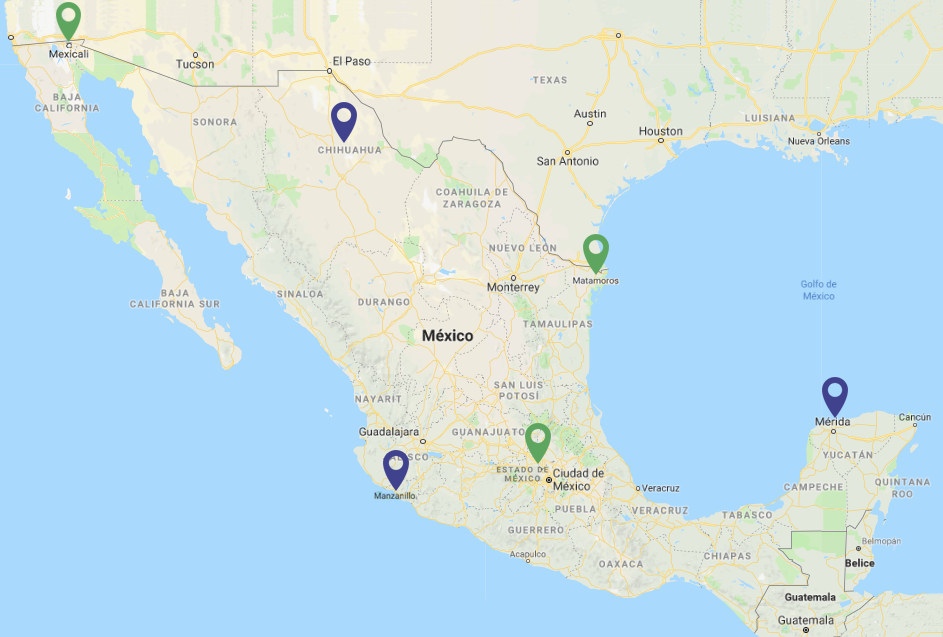 Mexicali
Tucson
El Paso
TEXAS
BAJA
CALIFORNIA
SONORA
CHIHUAHUA
Austin
Houston
LUISIANA
Nueva Orleans
San Antonio
COAHUILA DE
ZARAGOZA
NUEVO LEÓN
Matamoros
Monterrey
Golfo de
México
BAJA
CALIFORNIA SUR
SINALOA
DURANGO
TAMAULIPAS
México
SAN LUIS
POTOSÍ
NAYARIT
Guadalajara
GUANAJUATO
Mérida
Cancún
YUCATÁN
ESTADO DE
MÉXICO
Ciudad de
México
Manzanillo
Veracruz
CAMPECHE
QUINTANA
ROO
PUEBLA
VERACRUZ
TABASCO
GUERRERO
Acapulco
OAXACA
CHIAPAS
Belmopán
Belice
Guatemala
Guatemala